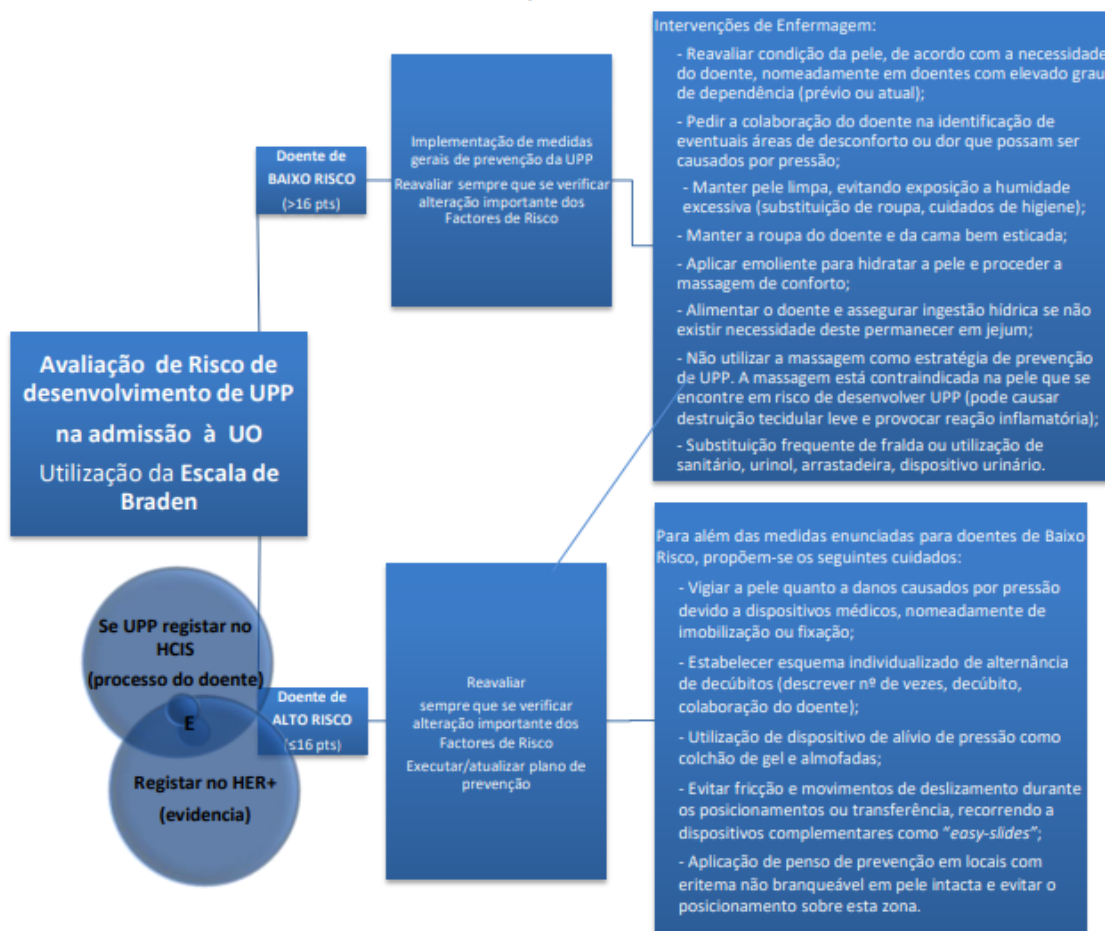 Avaliação de Risco de
desenvolvimento de UPP
na admissão à UO
Utilização da Escala de
Braden
Se UPP registar no
HCIS
(processo do doente)
E
Registar no HER+
(evidencia)
Doente de
BAIXO RISCO
(>16 pts)
Implementação de medidas
gerais de prevenção da UPP
Reavaliar sempre que se verificar
alteração importante dos
Factores de Risco
Intervenções de Enfermagem:
- Reavaliar condição da pele, de acordo com a necessidade
do doente, nomeadamente em doentes com elevado grau
de dependência (prévio ou atual);
- Pedir a colaboração do doente na identificação de
eventuais áreas de desconforto ou dor que possam ser
causados por pressão;
- Manter pele limpa, evitando exposição a humidade
excessiva (substituição de roupa, cuidados de higiene);
- Manter a roupa do doente e da cama bem esticada;
- Aplicar emoliente para hidratar a pele e proceder a
massagem de conforto;
- Alimentar o doente e assegurar ingestão hídrica se não
existir necessidade deste permanecer em jejum;
- Não utilizar a massagem como estratégia de prevenção
de UPP. A massagem está contraindicada na pele que se
encontre em risco de desenvolver UPP (pode causar
destruição tecidular leve e provocar reação inflamatória);
- Substituição frequente de fralda ou utilização de
sanitário, urinol, arrastadeira, dispositivo urinário.
Doente de
ALTO RISCO
(≤16 pts)
Reavaliar
sempre que se verificar
alteração importante dos
Factores de Risco
Executar/atualizar plano de
prevenção
Para além das medidas enunciadas para doentes de Baixo
Risco, propõem-se os seguintes cuidados:
- Vigiar a pele quanto a danos causados por pressão
devido a dispositivos médicos, nomeadamente de
imobilização ou fixação;
- Estabelecer esquema individualizado de alternância
de decúbitos (descrever nº de vezes, decúbito,
colaboração do doente);
- Utilização de dispositivo de alívio de pressão como
colchão de gel e almofadas;
- Evitar fricção e movimentos de deslizamento durante
os posicionamentos ou transferência, recorrendo a
dispositivos complementares como "easy-slides";
- Aplicação de penso de prevenção em locais com
eritema não branqueável em pele intacta e evitar o
posicionamento sobre esta zona.